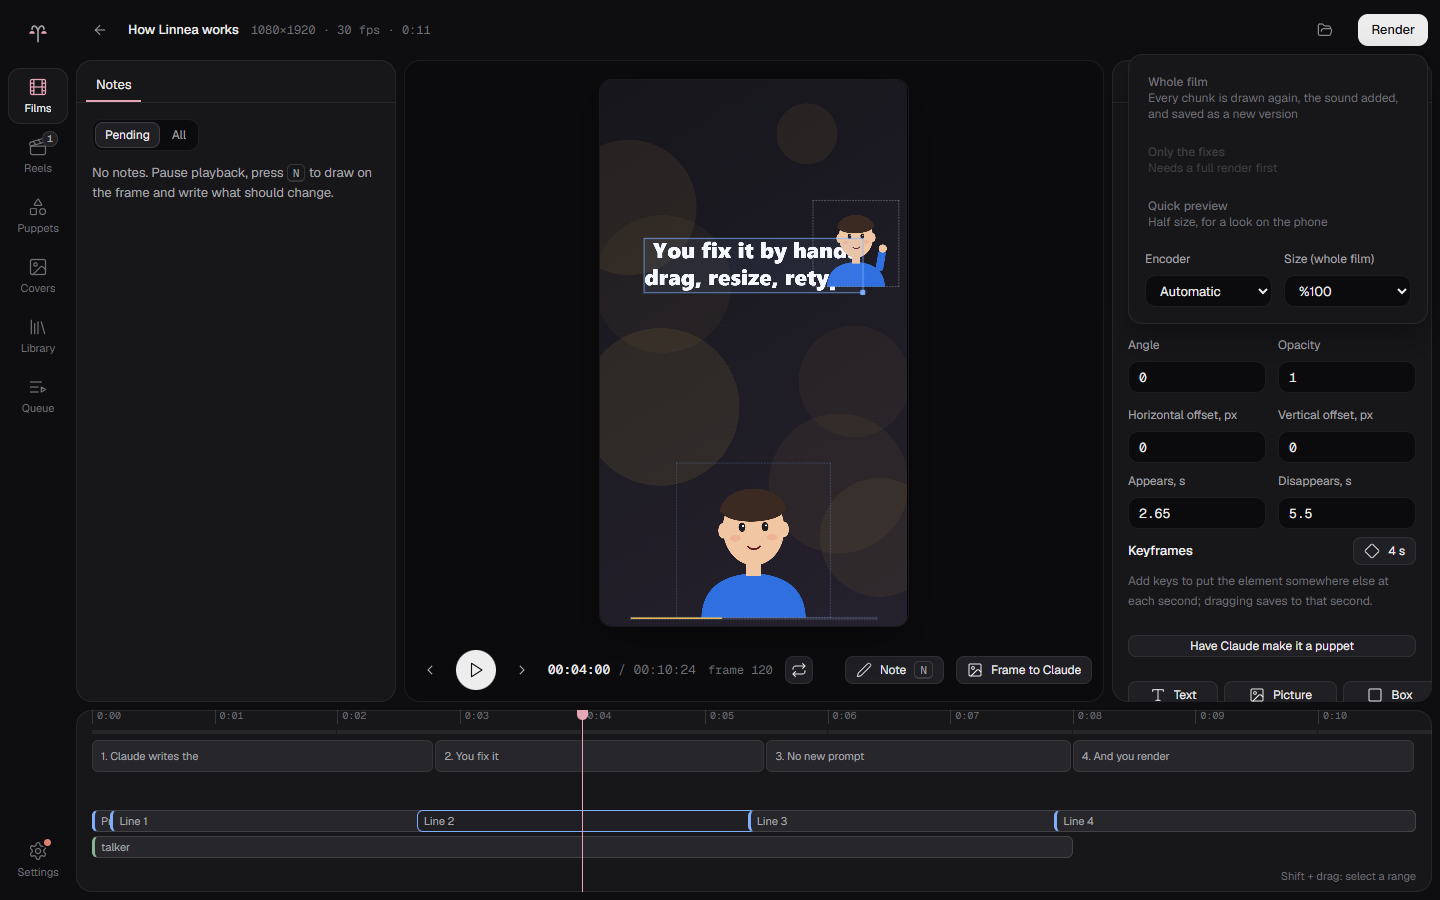 How Linnea works 1080×1920 · 30 fps · 0:11
Render
Films
1
Reels
Puppets
Covers
Library
Queue
Settings
Notes
Pending All
No notes. Pause playback, press N to draw on
the frame and write what should change.
You fix it by hand
drag, resize, retyp
00:04:00 / 00:10:24 frame 120
Note N
Frame to Claude
Whole film
Every chunk is drawn again, the sound added,
and saved as a new version
Only the fixes
Needs a full render first
Quick preview
Half size, for a look on the phone
Encoder Size (whole film)
Automatic %100
Angle Opacity
0 1
Horizontal offset, px Vertical offset, px
0 0
Appears, s Disappears, s
2.65 5.5
Keyframes 4 s
Add keys to put the element somewhere else at
each second; dragging saves to that second.
Have Claude make it a puppet
Text Picture Box
0:00 0:01 0:02 0:03 0:04 0:05 0:06 0:07 0:08 0:09 0:10
1. Claude writes the 2. You fix it 3. No new prompt 4. And you render
Line 1 Line 2 Line 3 Line 4
talker
Shift + drag: select a range